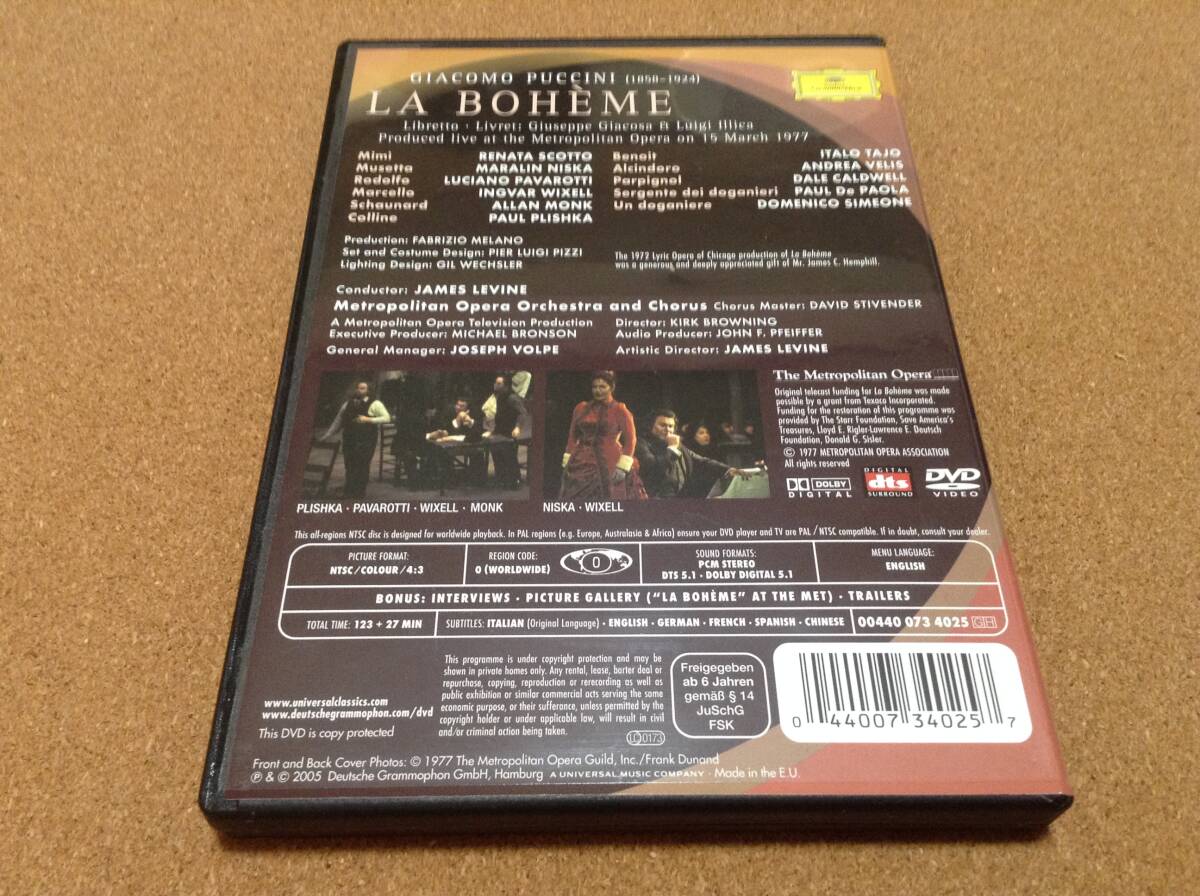 GIACOMO PUCCINI (1858–1924)
LA BOHÈME
Libretto · Livret: Giuseppe Giacosa & Luigi Illica
Produced live at the Metropolitan Opera on 15 March 1977
Mimì RENATA SCOTTO
Musetta MARALIN NISKA
Rodolfo LUCIANO PAVAROTTI
Marcello INGVAR WIXELL
Schaunard ALLAN MONK
Colline PAUL PLISHKA
Benoit ITALO TAJO
Alcindoro ANDREA VELIS
Parpignol DALE CALDWELL
Sergente dei doganieri PAUL De PAOLA
Un doganiere DOMENICO SIMEONE
Production: FABRIZIO MELANO
Set and Costume Design: PIER LUIGI PIZZI
Lighting Design: GIL WECHSLER
The 1972 Lyric Opera of Chicago production of La Bohème
was a generous and deeply appreciated gift of Mr. James C. Hemphill.
Conductor: JAMES LEVINE
Metropolitan Opera Orchestra and Chorus Chorus Master: DAVID STIVENDER
A Metropolitan Opera Television Production
Executive Producer: MICHAEL BRONSON
Director: KIRK BROWNING
Audio Producer: JOHN F. PFEIFFER
General Manager: JOSEPH VOLPE
Artistic Director: JAMES LEVINE
The Metropolitan Opera
Original telecast funding for La Bohème was made
possible by a grant from Texaco Incorporated.
Funding for the restoration of this programme was
provided by The Starr Foundation, Save America's
Treasures, Lloyd E. Rigler-Lawrence E. Deutsch
Foundation, Donald G. Sisler.
© 1977 METROPOLITAN OPERA ASSOCIATION
All rights reserved
DOLBY
DIGITAL
DIGITAL
dts
SURROUND
DVD
VIDEO
PLISHKA · PAVAROTTI · WIXELL · MONK
NISKA · WIXELL
This all-regions NTSC disc is designed for worldwide playback. In PAL regions (e.g. Europe, Australasia & Africa) ensure your DVD player and TV are PAL/NTSC compatible. If in doubt, consult your dealer.
PICTURE FORMAT:
NTSC/COLOUR/4:3
REGION CODE:
0 (WORLDWIDE)
0
SOUND FORMATS:
PCM STEREO
DTS 5.1 · DOLBY DIGITAL 5.1
MENU LANGUAGE:
ENGLISH
BONUS: INTERVIEWS · PICTURE GALLERY ("LA BOHÈME" AT THE MET) · TRAILERS
TOTAL TIME: 123 + 27 MIN
SUBTITLES: ITALIAN (Original Language) · ENGLISH · GERMAN · FRENCH · SPANISH · CHINESE
00440 073 4025 GH
This programme is under copyright protection and may be
shown in private homes only. Any rental, lease, barter deal or
repurchase, copying, reproduction or rerecording as well as
public exhibition or similar commercial acts serving the same
economic purpose, or their sufferance, unless permitted by the
copyright holder or under applicable law, will result in civil
and/or criminal action being taken.
LC 0173
www.universalclassics.com
www.deutschegrammophon.com/dvd
This DVD is copy protected
Freigegeben
ab 6 Jahren
gemäß § 14
JuSchG
FSK
0 44007 34025 7
Front and Back Cover Photos: © 1977 The Metropolitan Opera Guild, Inc./Frank Dunand
℗ & © 2005 Deutsche Grammophon GmbH, Hamburg A UNIVERSAL MUSIC COMPANY · Made in the E.U.